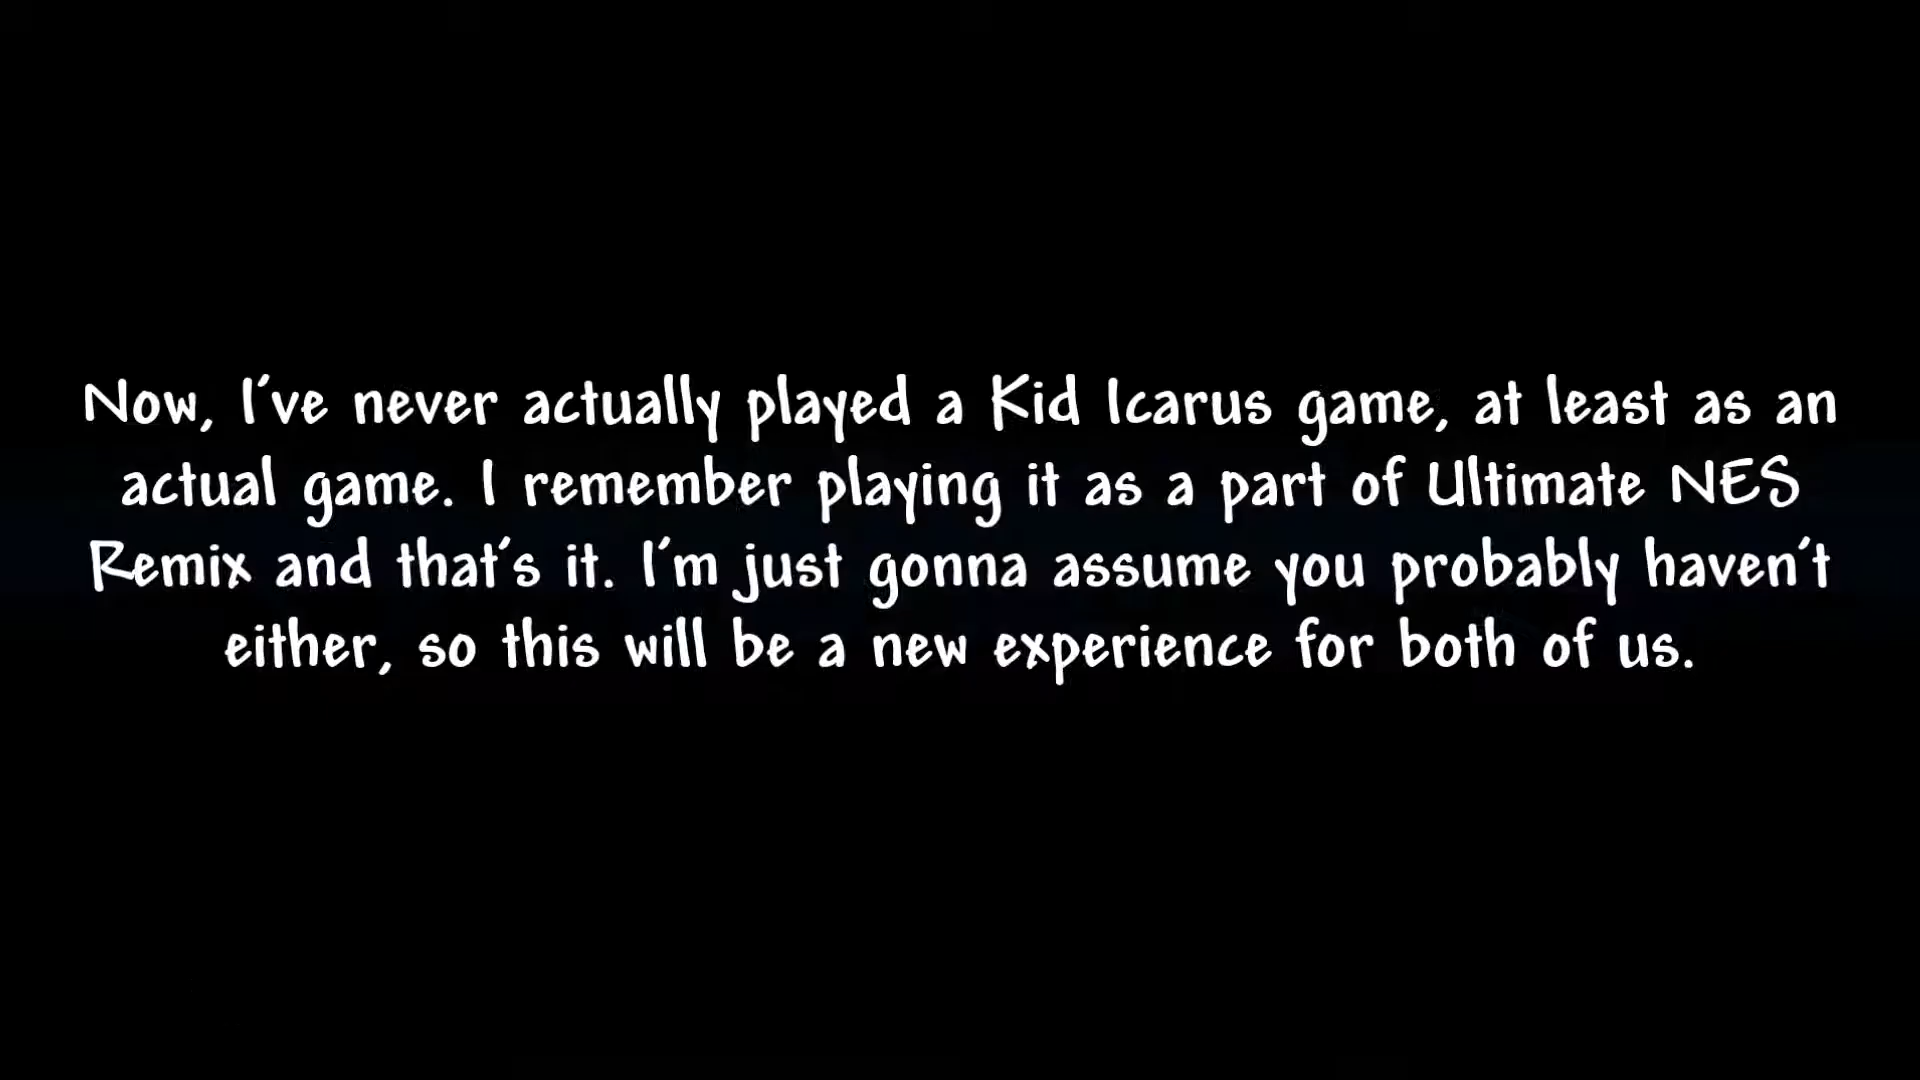 Now, I've never actually played a Kid Icarus game, at least as an
actual game. I remember playing it as a part of Ultimate NES
Remix and that's it. I'm just gonna assume you probably haven't
either, so this will be a new experience for both of us.